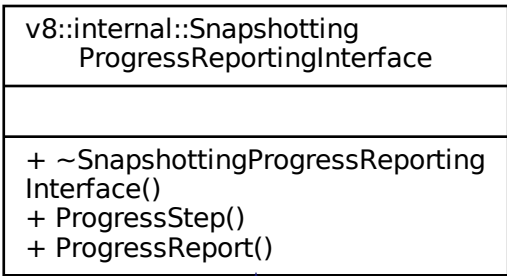 v8::internal::Snapshotting
ProgressReportingInterface
+ ~SnapshottingProgressReporting
Interface()
+ ProgressStep()
+ ProgressReport()